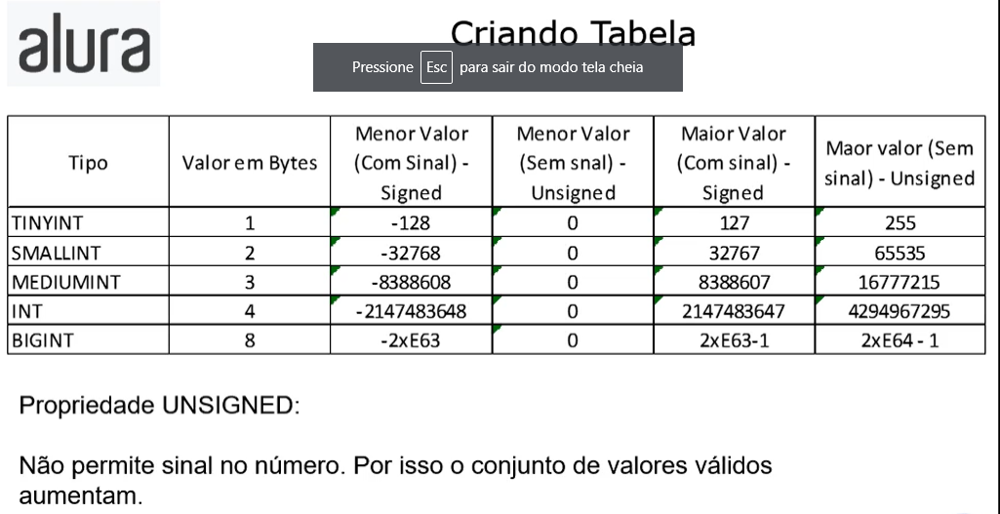 alura
Criando Tabela
Pressione Esc para sair do modo tela cheia
Tipo Valor em Bytes Menor Valor (Com Sinal) - Signed Menor Valor (Sem snal) - Unsigned Maior Valor (Com sinal) - Signed Maor valor (Sem sinal) - Unsigned
TINYINT 1 -128 0 127 255
SMALLINT 2 -32768 0 32767 65535
MEDIUMINT 3 -8388608 0 8388607 16777215
INT 4 -2147483648 0 2147483647 4294967295
BIGINT 8 -2xE63 0 2xE63-1 2xE64 - 1
Propriedade UNSIGNED:
Não permite sinal no número. Por isso o conjunto de valores válidos
aumentam.